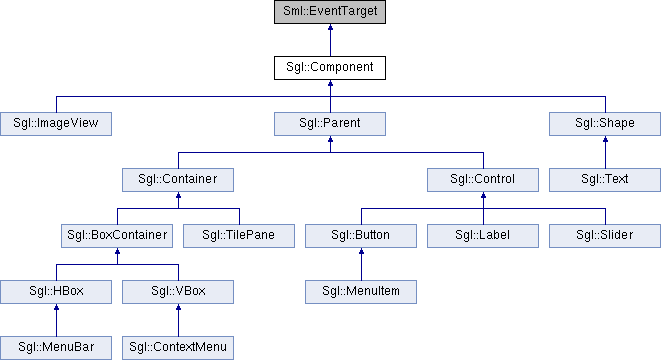 Sml::EventTarget
Sgl::Component
Sgl::ImageView
Sgl::Parent
Sgl::Shape
Sgl::Container
Sgl::Control
Sgl::Text
Sgl::BoxContainer
Sgl::TilePane
Sgl::Button
Sgl::Label
Sgl::Slider
Sgl::HBox
Sgl::VBox
Sgl::MenuItem
Sgl::MenuBar
Sgl::ContextMenu